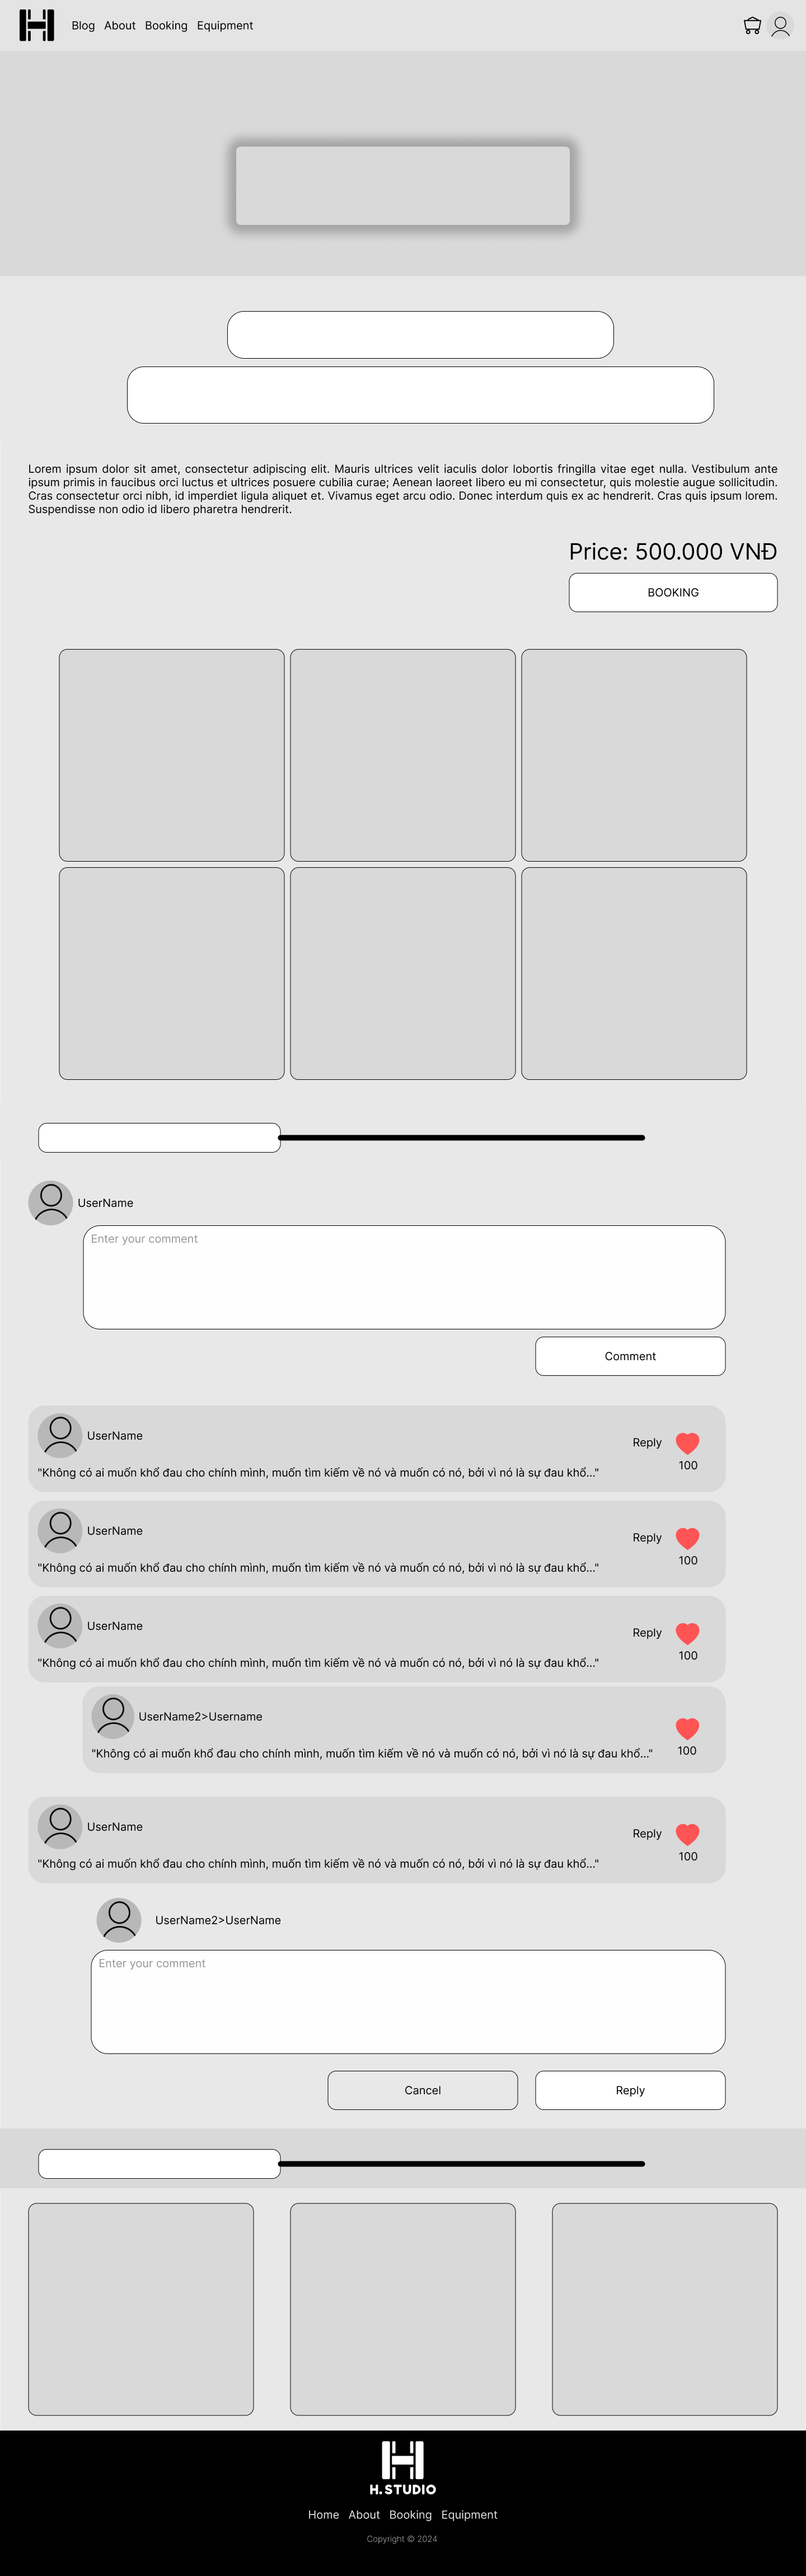 H
Blog About Booking Equipment
Lorem ipsum dolor sit amet, consectetur adipiscing elit. Mauris ultrices velit iaculis dolor lobortis fringilla vitae eget nulla. Vestibulum ante
ipsum primis in faucibus orci luctus et ultrices posuere cubilia curae; Aenean laoreet libero eu mi consectetur, quis molestie augue sollicitudin.
Cras consectetur orci nibh, id imperdiet ligula aliquet et. Vivamus eget arcu odio. Donec interdum quis ex ac hendrerit. Cras quis ipsum lorem.
Suspendisse non odio id libero pharetra hendrerit.
Price: 500.000 VNĐ
BOOKING
UserName
Enter your comment
Comment
UserName
Reply
100
"Không có ai muốn khổ đau cho chính mình, muốn tìm kiếm về nó và muốn có nó, bởi vì nó là sự đau khổ..."
UserName
Reply
100
"Không có ai muốn khổ đau cho chính mình, muốn tìm kiếm về nó và muốn có nó, bởi vì nó là sự đau khổ..."
UserName
Reply
100
"Không có ai muốn khổ đau cho chính mình, muốn tìm kiếm về nó và muốn có nó, bởi vì nó là sự đau khổ..."
UserName2>Username
100
"Không có ai muốn khổ đau cho chính mình, muốn tìm kiếm về nó và muốn có nó, bởi vì nó là sự đau khổ..."
UserName
Reply
100
"Không có ai muốn khổ đau cho chính mình, muốn tìm kiếm về nó và muốn có nó, bởi vì nó là sự đau khổ..."
UserName2>UserName
Enter your comment
Cancel
Reply
H
H.STUDIO
Home About Booking Equipment
Copyright © 2024